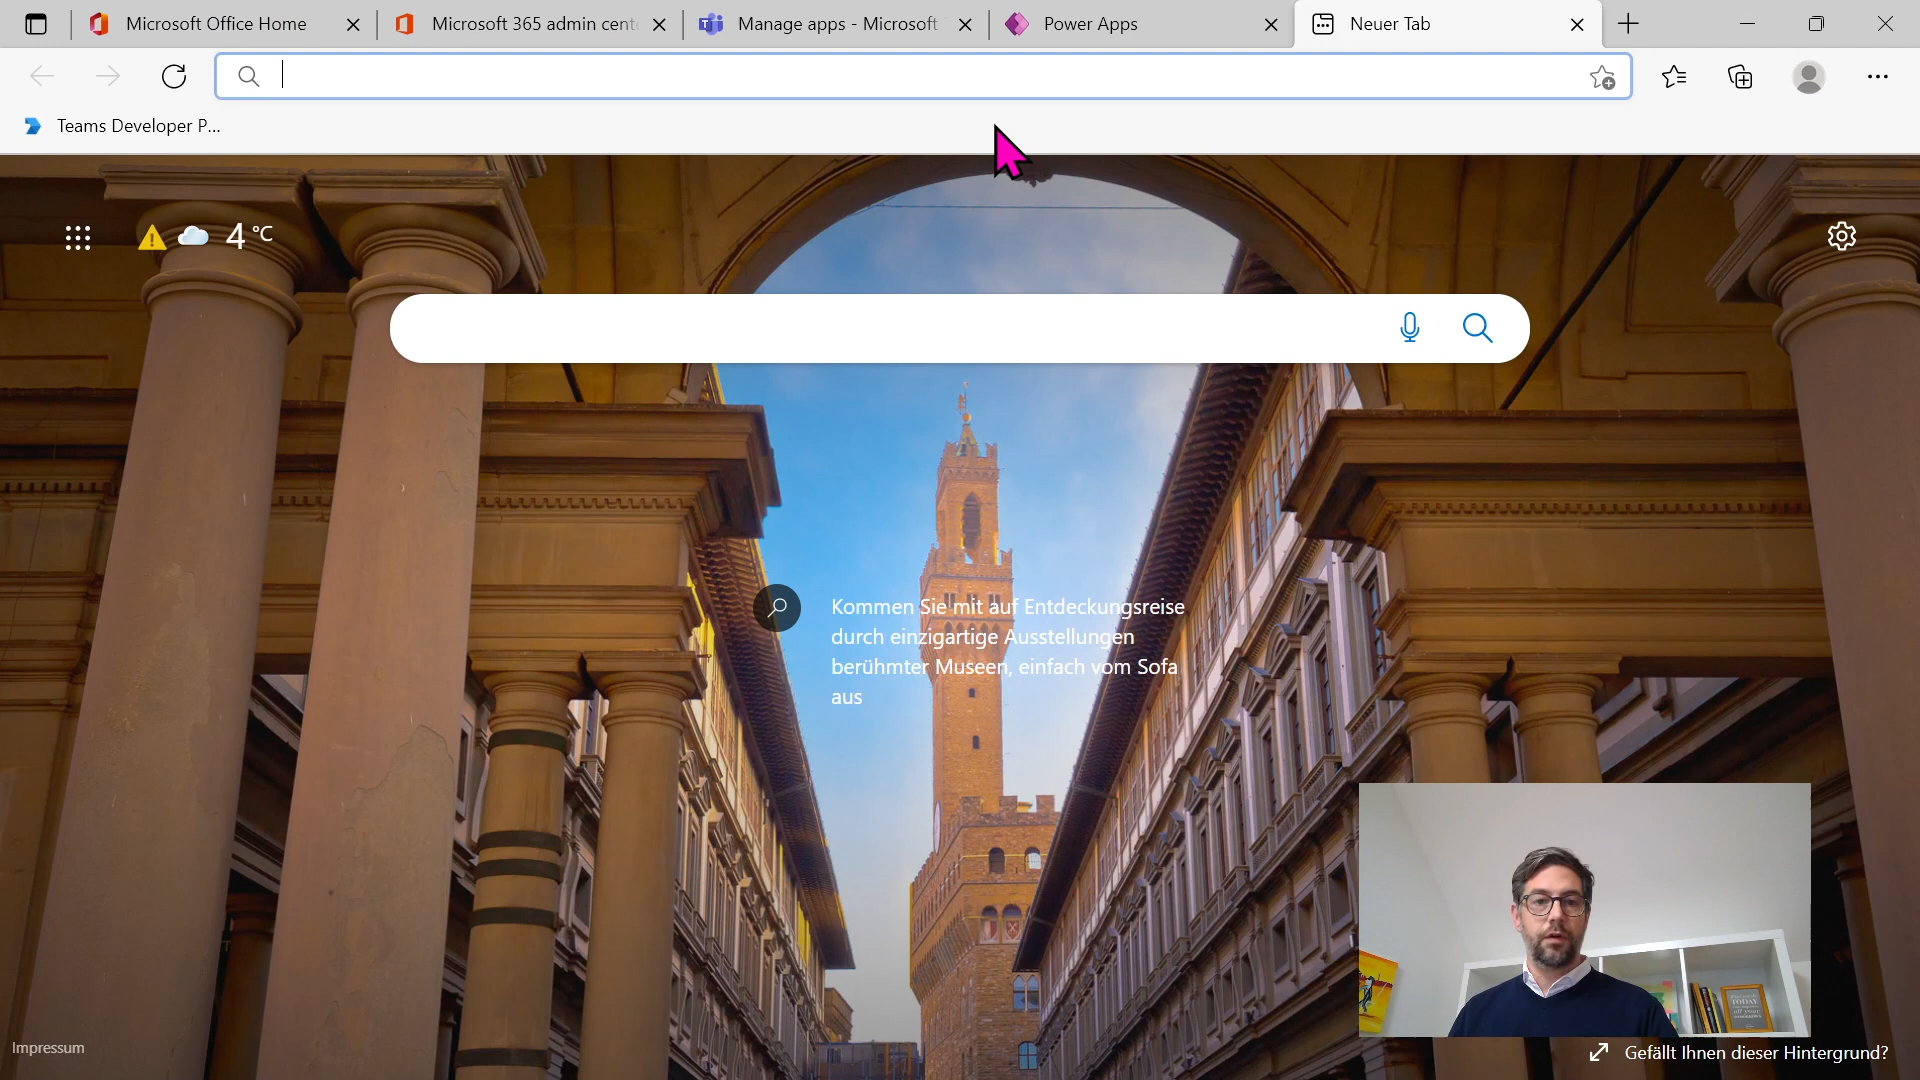 Microsoft Office Home
Microsoft 365 admin cent
Manage apps - Microsoft
Power Apps
Neuer Tab
Teams Developer P...
4 °C
Kommen Sie mit auf Entdeckungsreise
durch einzigartige Ausstellungen
berühmter Museen, einfach vom Sofa
aus
TODAY
Impressum
Gefällt Ihnen dieser Hintergrund?